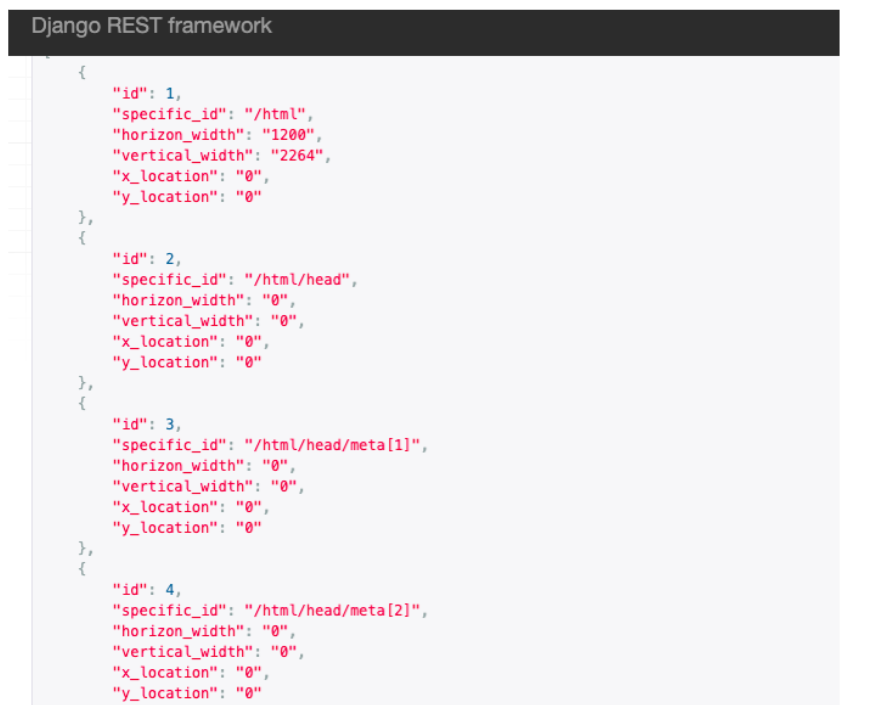 Django REST framework
{
"id": 1,
"specific_id": "/html",
"horizon_width": "1200",
"vertical_width": "2264",
"x_location": "0",
"y_location": "0"
},
{
"id": 2,
"specific_id": "/html/head",
"horizon_width": "0",
"vertical_width": "0",
"x_location": "0",
"y_location": "0"
},
{
"id": 3,
"specific_id": "/html/head/meta[1]",
"horizon_width": "0",
"vertical_width": "0",
"x_location": "0",
"y_location": "0"
},
{
"id": 4,
"specific_id": "/html/head/meta[2]",
"horizon_width": "0",
"vertical_width": "0",
"x_location": "0",
"y_location": "0"